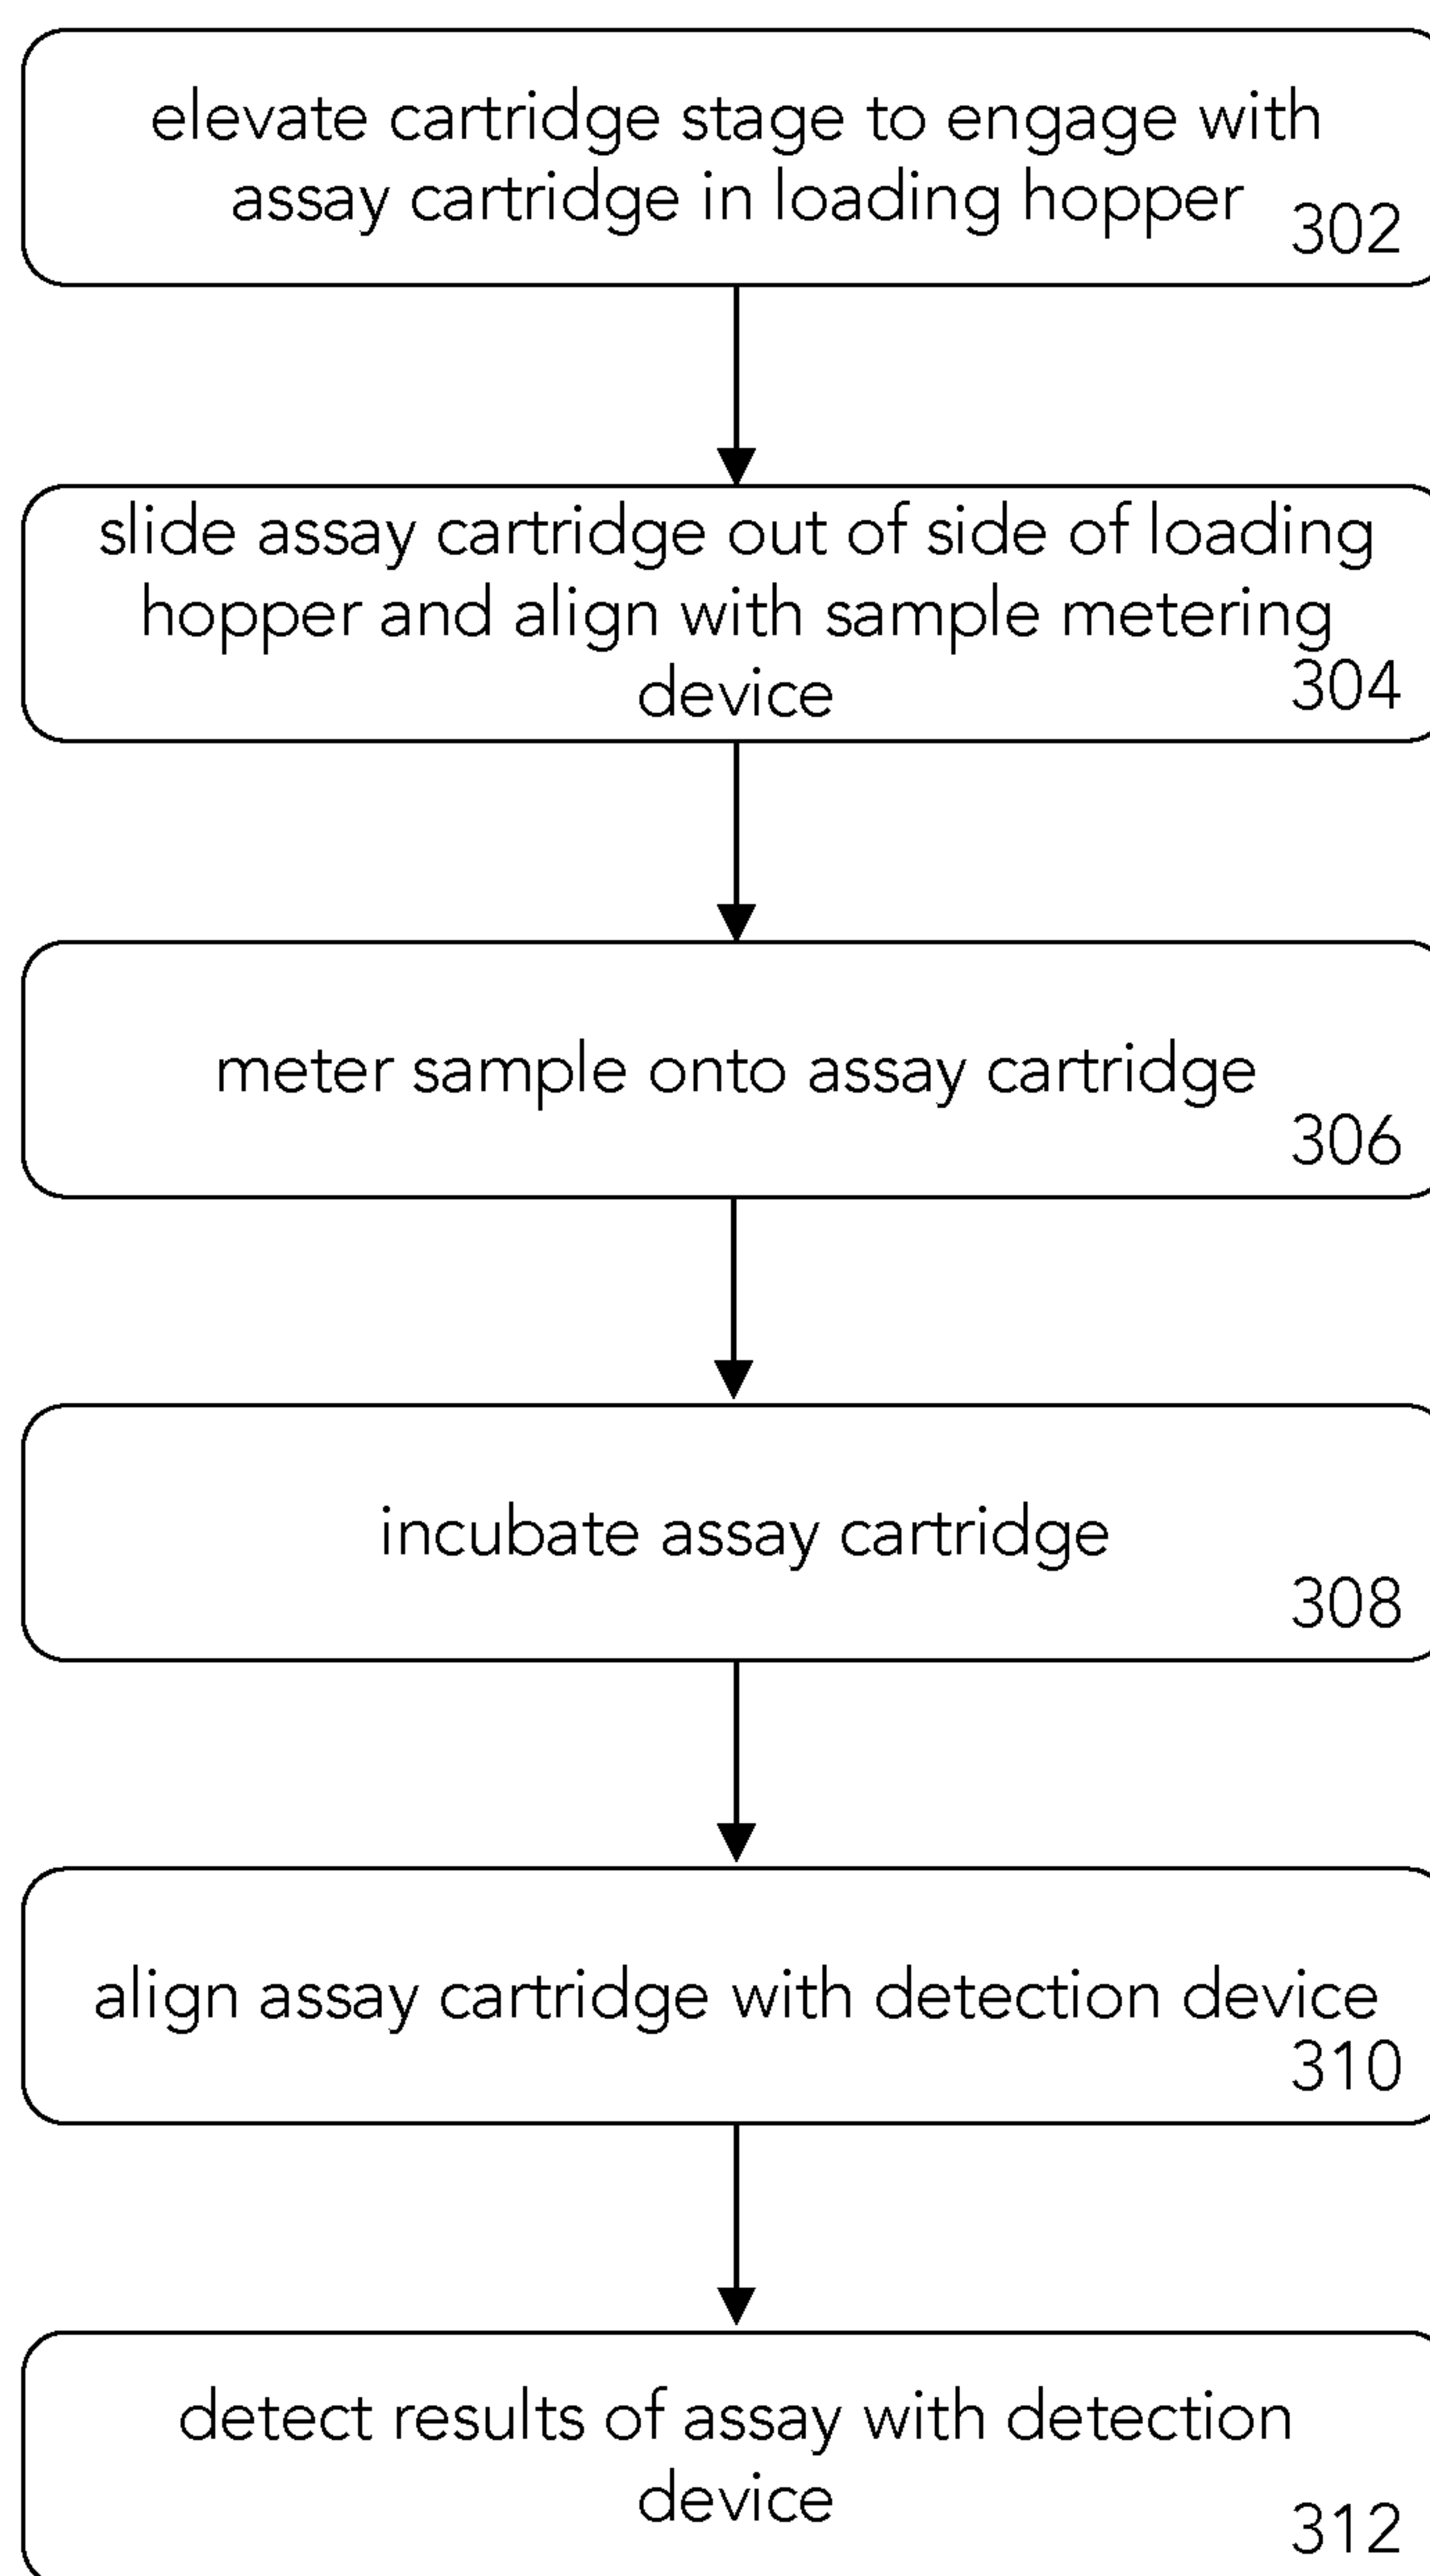 elevate cartridge stage to engage with
assay cartridge in loading hopper
302
slide assay cartridge out of side of loading
hopper and align with sample metering
device
304
meter sample onto assay cartridge
306
incubate assay cartridge
308
align assay cartridge with detection device
310
detect results of assay with detection
device
312